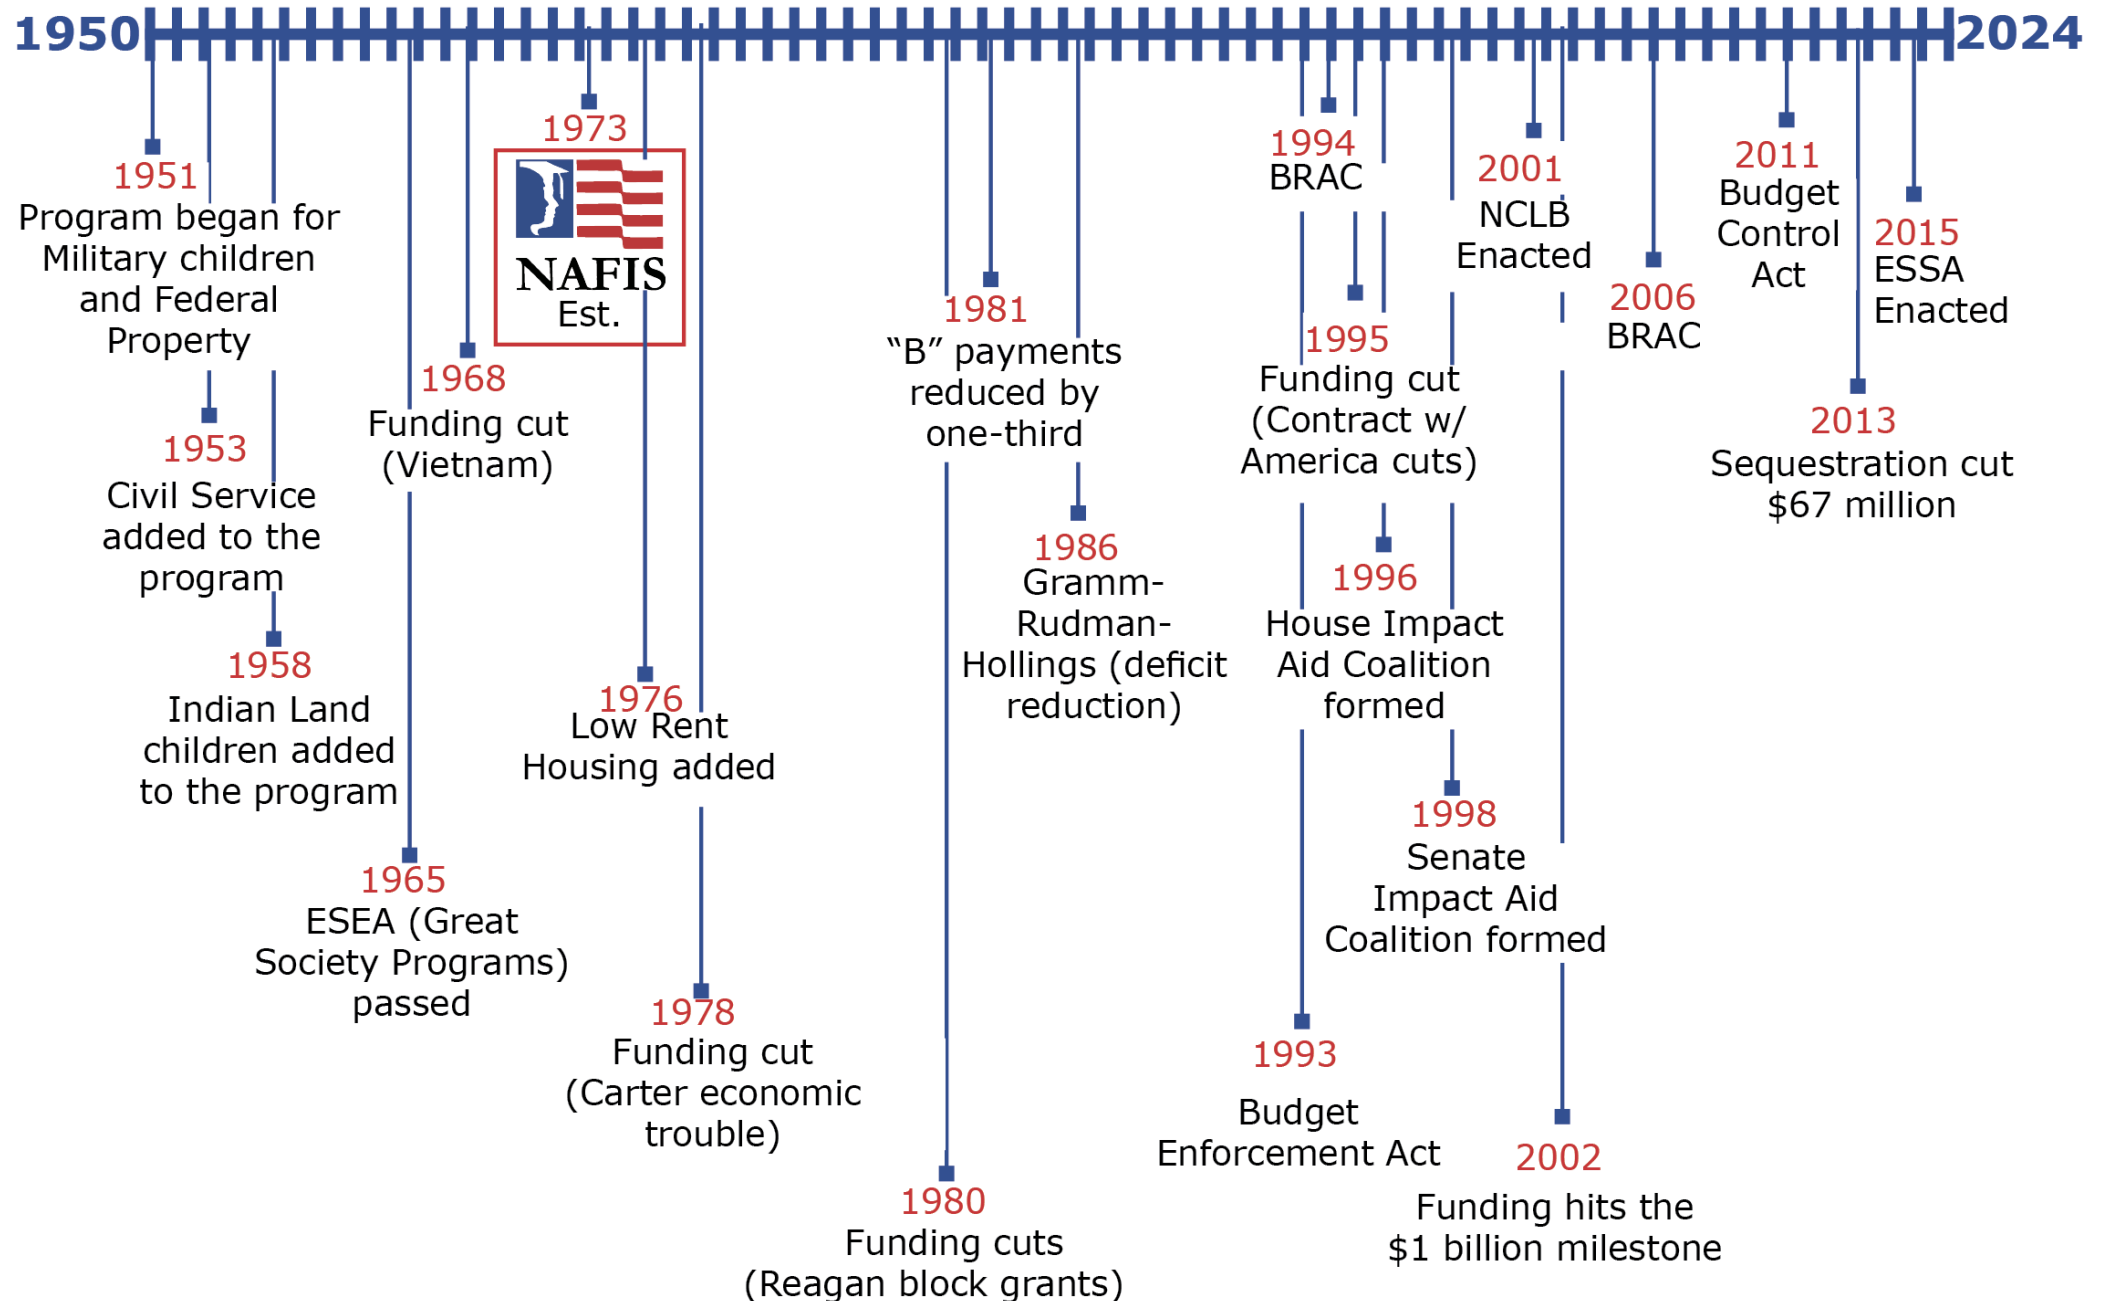 1950
2024
1951
Program began for
Military children
and Federal
Property
1953
Civil Service
added to the
program
1958
Indian Land
children added
to the program
1965
ESEA (Great
Society Programs)
passed
1968
Funding cut
(Vietnam)
1973
NAFIS
Est.
1976
Low Rent
Housing added
1978
Funding cut
(Carter economic
trouble)
1980
Funding cuts
(Reagan block grants)
1981
“B” payments
reduced by
one-third
1986
Gramm-
Rudman-
Hollings (deficit
reduction)
1993
Budget
Enforcement Act
1994
BRAC
1995
Funding cut
(Contract w/
America cuts)
1996
House Impact
Aid Coalition
formed
1998
Senate
Impact Aid
Coalition formed
2001
NCLB
Enacted
2002
Funding hits the
$1 billion milestone
2006
BRAC
2011
Budget
Control
Act
2013
Sequestration cut
$67 million
2015
ESSA
Enacted